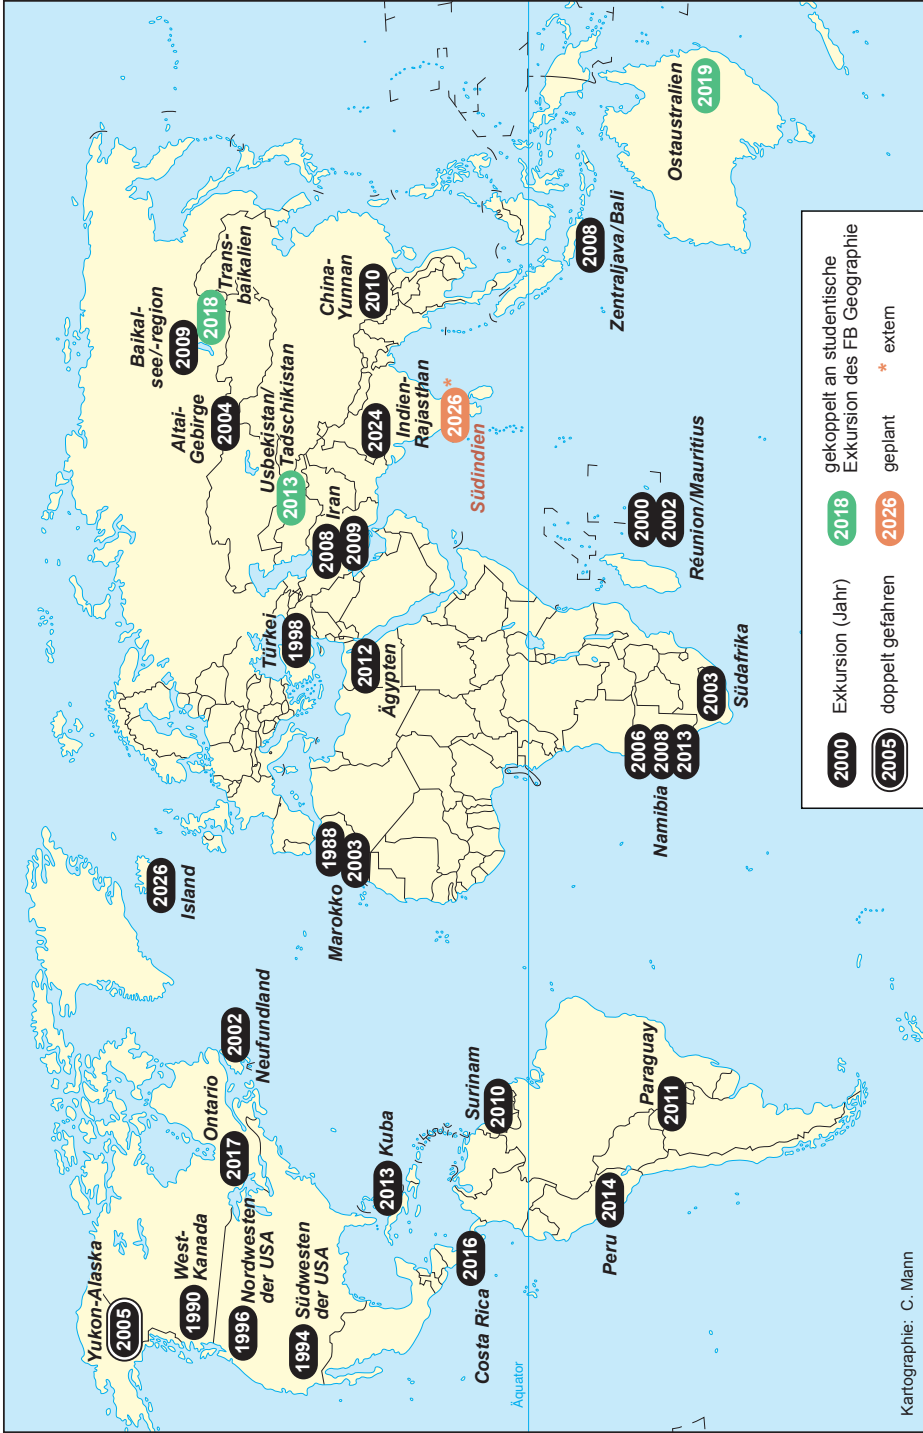 Yukon-Alaska
2005
West-
Kanada
1990
1996
Nordwesten
der USA
1994
Südwesten
der USA
Ontario
2017
2002
Neufundland
2013
Kuba
Costa Rica
2016
Surinam
2010
Peru
2014
Paraguay
2011
2026
Island
Marokko
1988
2003
Türkei
1998
2012
Ägypten
Namibia
2006
2008
2013
2003
Südafrika
2000
2002
Réunion/Mauritius
2008
2009
Iran
Usbekistan/
Tadschikistan
2013
Altai-
Gebirge
2004
Baikal-
see/-region
2009
2018
Trans-
baikalien
China-
Yunnan
2010
2024
Indien-
Rajasthan
2026 *
Südindien
2008
Zentraljava/Bali
Ostaustralien
2019
Äquator
2000 Exkursion (Jahr)
2005 doppelt gefahren
2018 gekoppelt an studentische
Exkursion des FB Geographie
2026 geplant
* extern
Kartographie: C. Mann